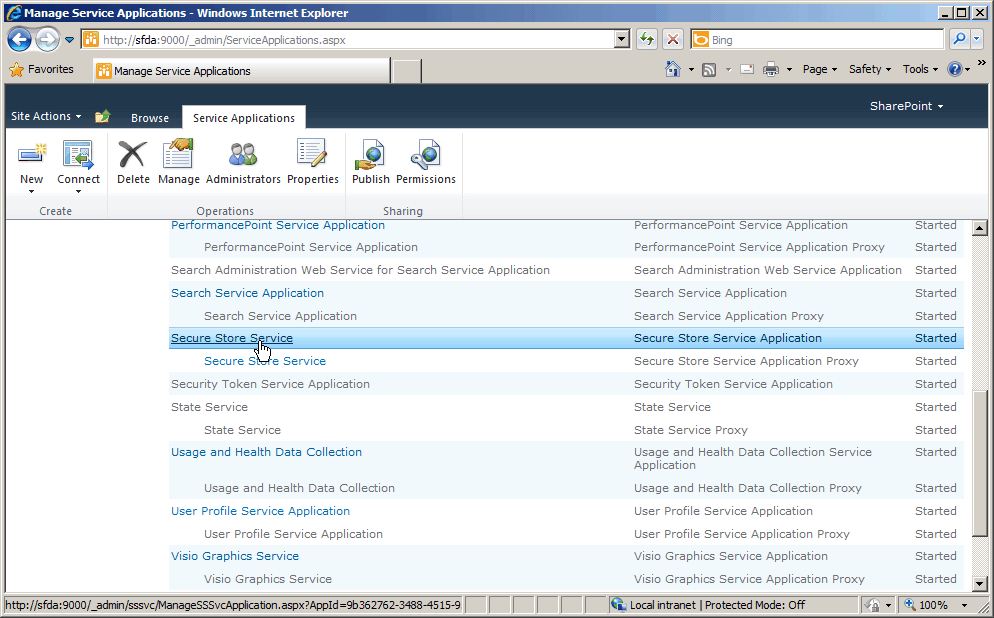 Manage Service Applications - Windows Internet Explorer
http://sfda:9000/_admin/ServiceApplications.aspx
Bing
Favorites
Manage Service Applications
Page
Safety
Tools
Site Actions
Browse
Service Applications
SharePoint
New
Connect
Delete
Manage
Administrators
Properties
Publish
Permissions
Create
Operations
Sharing
PerformancePoint Service Application PerformancePoint Service Application Started
PerformancePoint Service Application PerformancePoint Service Application Proxy Started
Search Administration Web Service for Search Service Application Search Administration Web Service Application Started
Search Service Application Search Service Application Started
Search Service Application Search Service Application Proxy Started
Secure Store Service Secure Store Service Application Started
Secure Store Service Secure Store Service Application Proxy Started
Security Token Service Application Security Token Service Application Started
State Service State Service Started
State Service State Service Proxy Started
Usage and Health Data Collection Usage and Health Data Collection Service Started
Application
Usage and Health Data Collection Usage and Health Data Collection Proxy Started
User Profile Service Application User Profile Service Application Started
User Profile Service Application User Profile Service Application Proxy Started
Visio Graphics Service Visio Graphics Service Application Started
Visio Graphics Service Visio Graphics Service Application Proxy Started
http://sfda:9000/_admin/sssvc/ManageSSSvcApplication.aspx?AppId=9b362762-3488-4515-9
Local intranet | Protected Mode: Off
100%